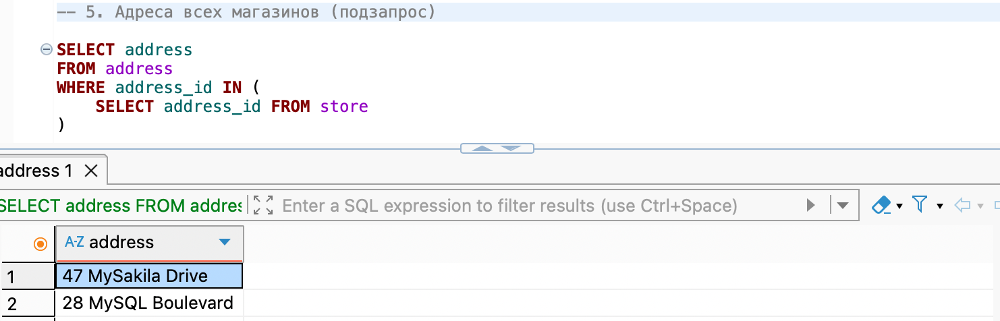 -- 5. Адреса всех магазинов (подзапрос)
SELECT address
FROM address
WHERE address_id IN (
SELECT address_id FROM store
)
address 1
SELECT address FROM addres
Enter a SQL expression to filter results (use Ctrl+Space)
A-Z address
1 47 MySakila Drive
2 28 MySQL Boulevard